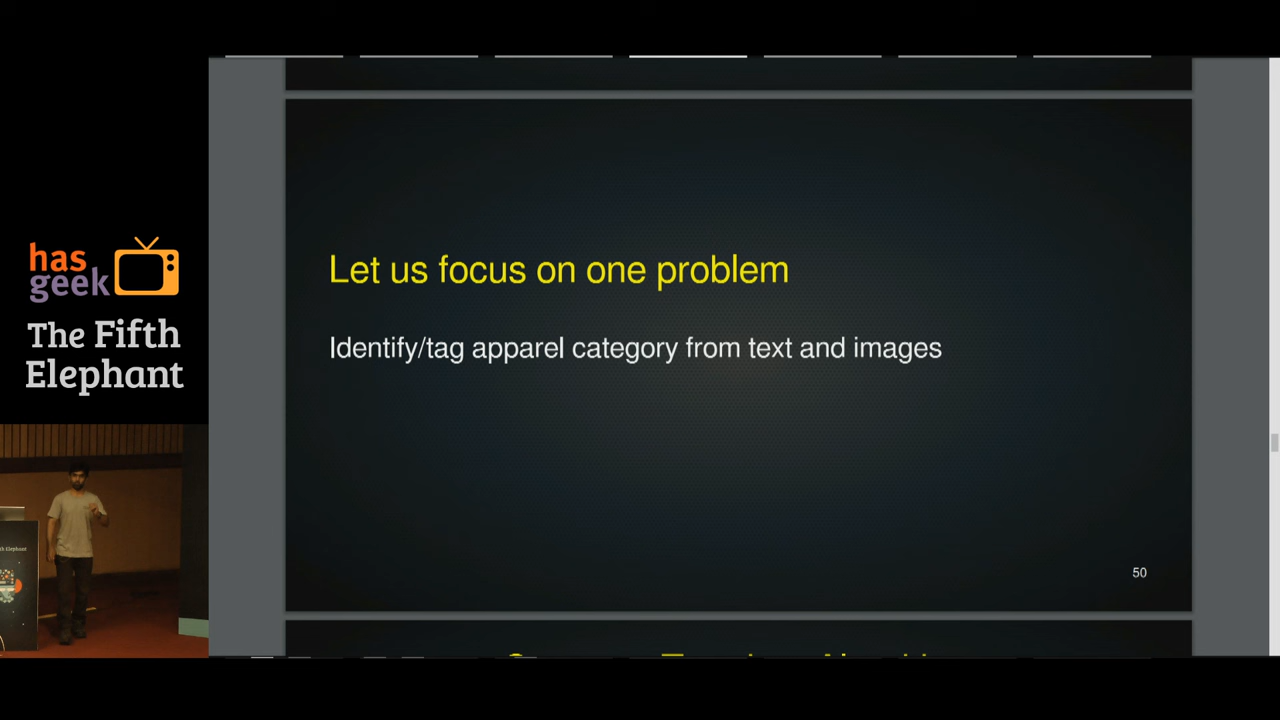 has
geek
The Fifth
Elephant
Let us focus on one problem
Identify/tag apparel category from text and images
50